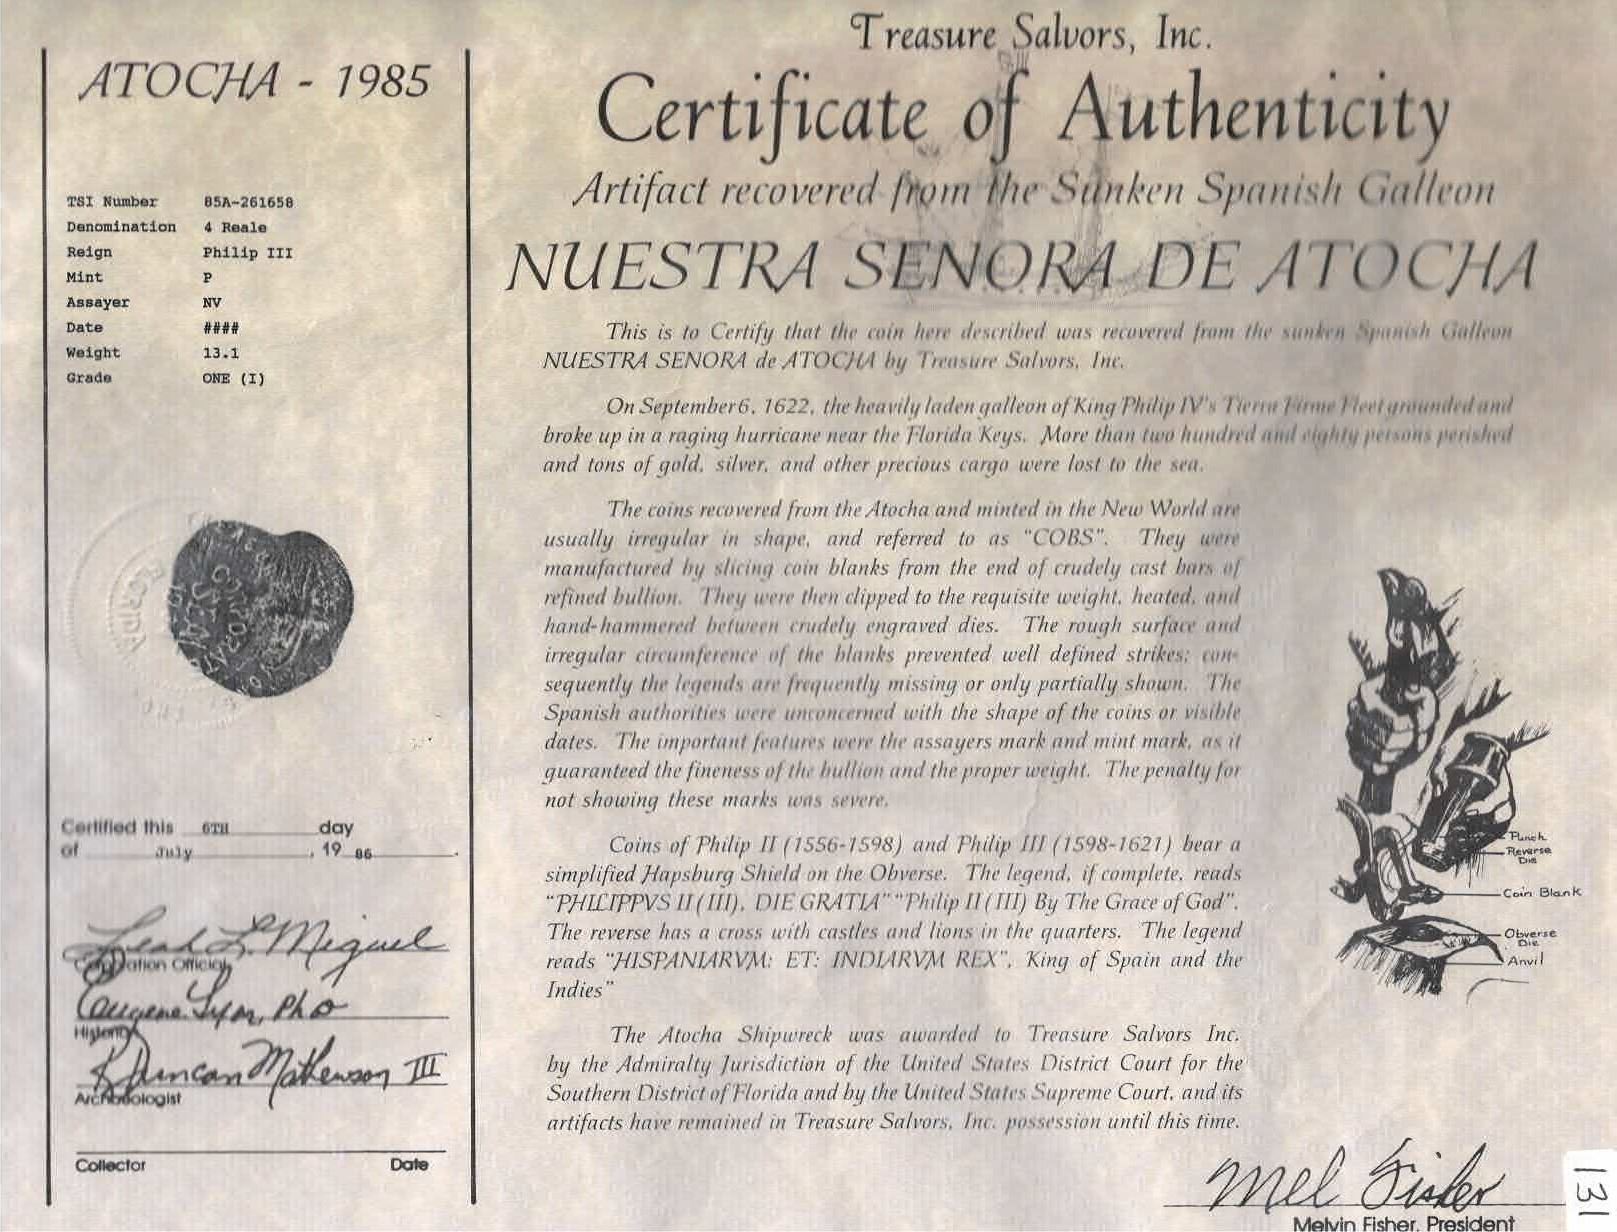 ATOCHA - 1985
TSI Number 85A-261658
Denomination 4 Reale
Reign Philip III
Mint P
Assayer NV
Date ####
Weight 13.1
Grade ONE (I)
Certified this 6TH day
of July , 19 86 .
Leah L. Miguel
Corporation Official
Eugene Lyon, PhD
Historian
R Duncan Mathewson III
Archaeologist
Collector Date
Treasure Salvors, Inc.
Certificate of Authenticity
Artifact recovered from the Sunken Spanish Galleon
NUESTRA SENORA DE ATOCHA
This is to Certify that the coin here described was recovered from the sunken Spanish Galleon
NUESTRA SENORA de ATOCHA by Treasure Salvors, Inc.
On September 6, 1622, the heavily laden galleon of King Philip IV's Tierra Firme Fleet grounded and
broke up in a raging hurricane near the Florida Keys. More than two hundred and eighty persons perished
and tons of gold, silver, and other precious cargo were lost to the sea.
The coins recovered from the Atocha and minted in the New World are
usually irregular in shape, and referred to as "COBS". They were
manufactured by slicing coin blanks from the end of crudely cast bars of
refined bullion. They were then clipped to the requisite weight, heated, and
hand-hammered between crudely engraved dies. The rough surface and
irregular circumference of the blanks prevented well defined strikes; con-
sequently the legends are frequently missing or only partially shown. The
Spanish authorities were unconcerned with the shape of the coins or visible
dates. The important features were the assayers mark and mint mark, as it
guaranteed the fineness of the bullion and the proper weight. The penalty for
not showing these marks was severe.
Coins of Philip II (1556-1598) and Philip III (1598-1621) bear a
simplified Hapsburg Shield on the Obverse. The legend, if complete, reads
"PHILIPPVS II (III), DIE GRATIA" "Philip II (III) By The Grace of God".
The reverse has a cross with castles and lions in the quarters. The legend
reads "HISPANIARVM: ET: INDIARVM REX", King of Spain and the
Indies"
The Atocha Shipwreck was awarded to Treasure Salvors Inc.
by the Admiralty Jurisdiction of the United States District Court for the
Southern District of Florida and by the United States Supreme Court, and its
artifacts have remained in Treasure Salvors, Inc. possession until this time.
Punch
Reverse
Die
Coin Blank
Obverse
Die
Anvil
Mel Fisher
Melvin Fisher, President
131